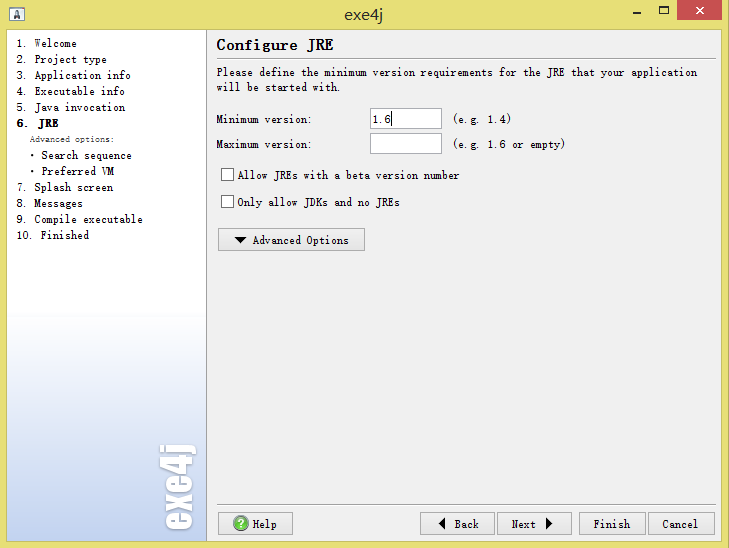 exe4j
1. Welcome
2. Project type
3. Application info
4. Executable info
5. Java invocation
6. JRE
Advanced options:
• Search sequence
• Preferred VM
7. Splash screen
8. Messages
9. Compile executable
10. Finished
exe4j
Configure JRE
Please define the minimum version requirements for the JRE that your application
will be started with.
Minimum version: 1.6 (e.g. 1.4)
Maximum version: (e.g. 1.6 or empty)
Allow JREs with a beta version number
Only allow JDKs and no JREs
Advanced Options
? Help
Back
Next
Finish
Cancel